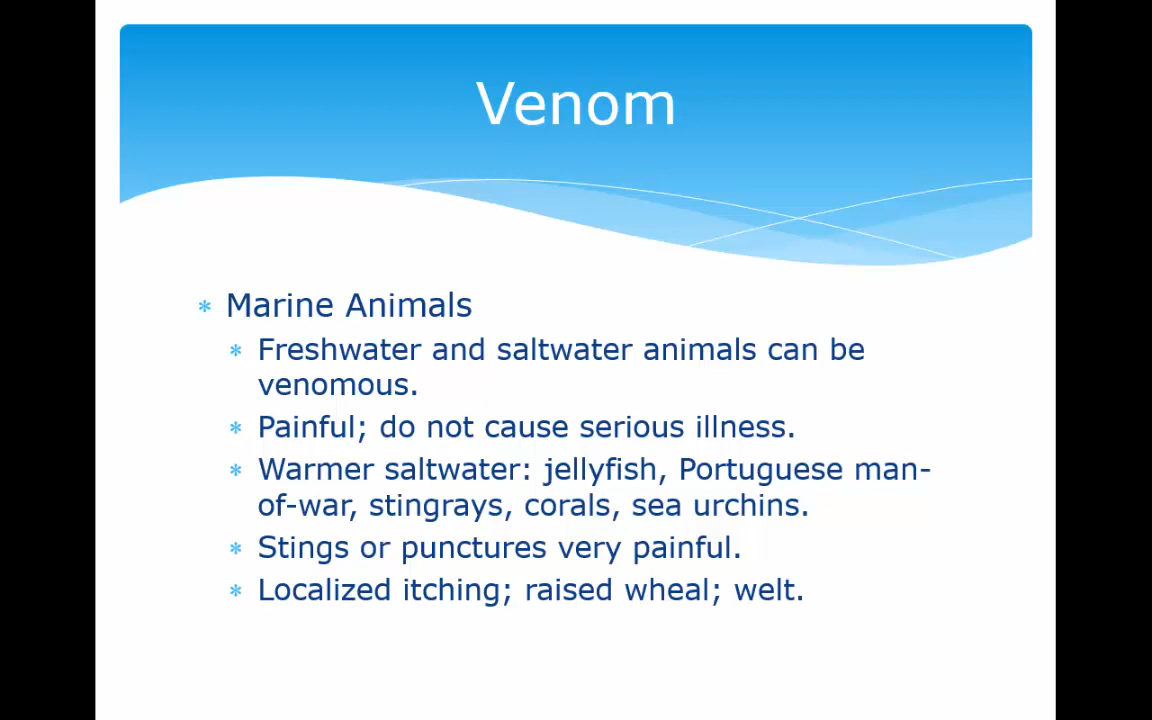 Venom
* Marine Animals
* Freshwater and saltwater animals can be
venomous.
* Painful; do not cause serious illness.
* Warmer saltwater: jellyfish, Portuguese man-
of-war, stingrays, corals, sea urchins.
* Stings or punctures very painful.
* Localized itching; raised wheal; welt.